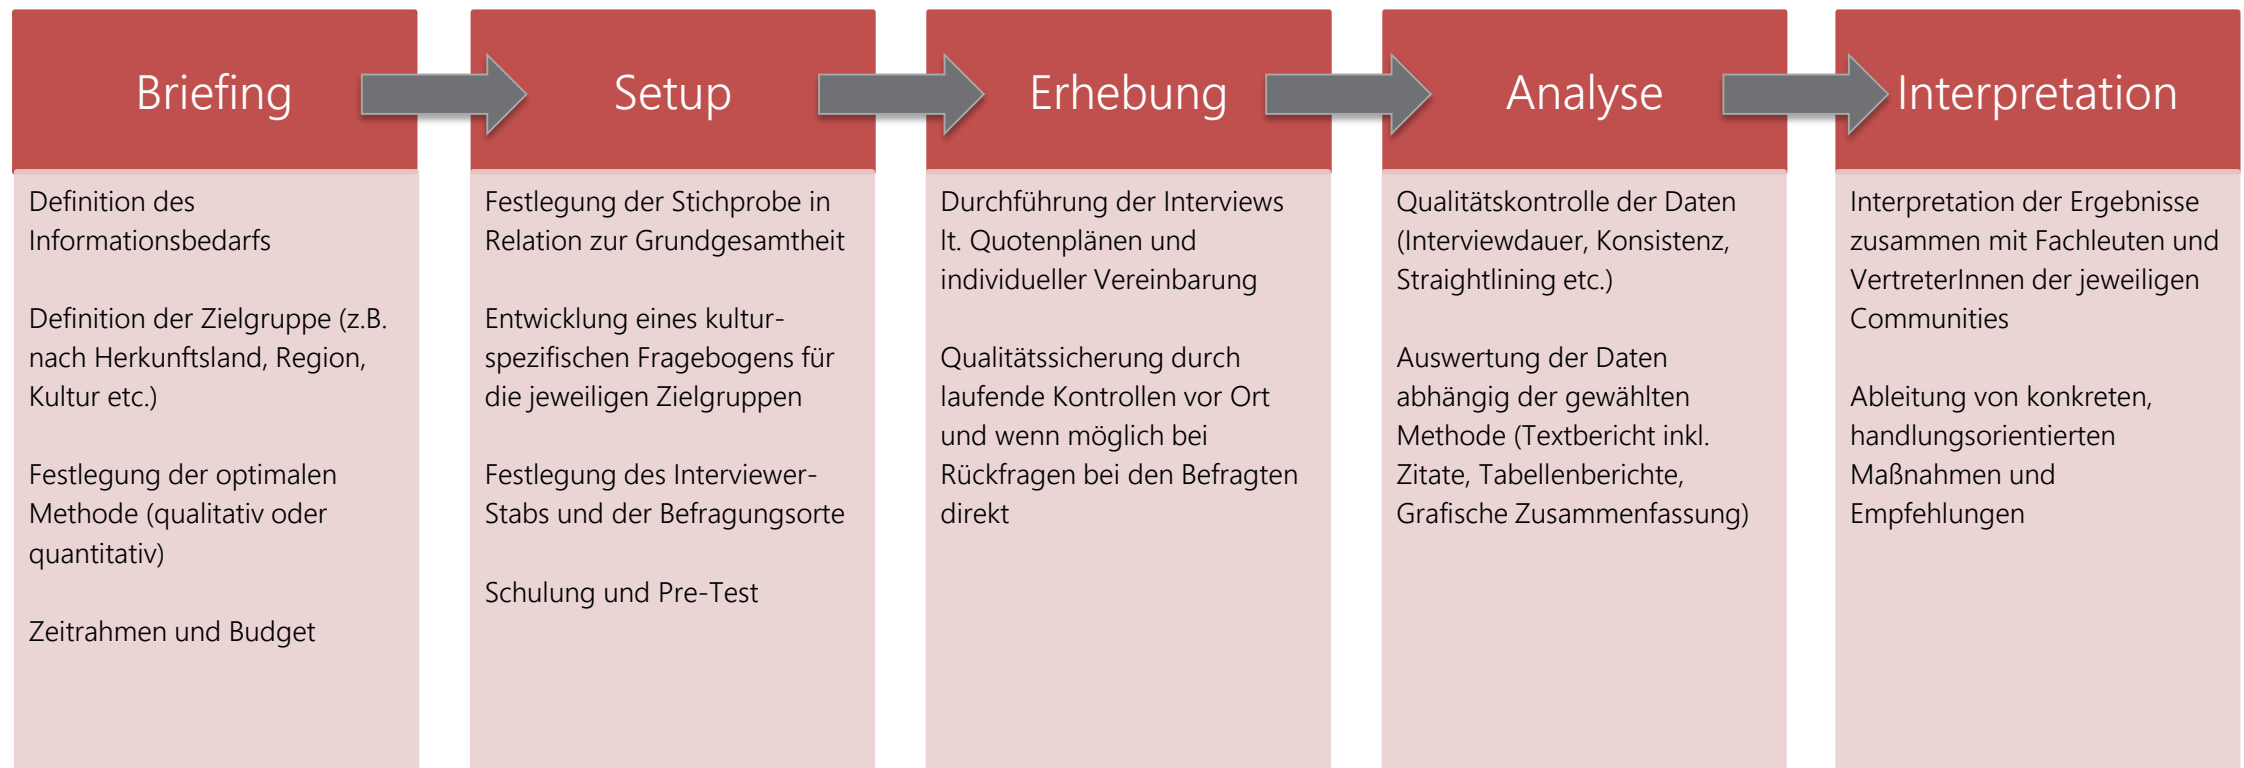 Briefing
Definition des
Informationsbedarfs
Definition der Zielgruppe (z.B.
nach Herkunftsland, Region,
Kultur etc.)
Festlegung der optimalen
Methode (qualitativ oder
quantitativ)
Zeitrahmen und Budget
Setup
Festlegung der Stichprobe in
Relation zur Grundgesamtheit
Entwicklung eines kultur-
spezifischen Fragebogens für
die jeweiligen Zielgruppen
Festlegung des Interviewer-
Stabs und der Befragungsorte
Schulung und Pre-Test
Erhebung
Durchführung der Interviews
lt. Quotenplänen und
individueller Vereinbarung
Qualitätssicherung durch
laufende Kontrollen vor Ort
und wenn möglich bei
Rückfragen bei den Befragten
direkt
Analyse
Qualitätskontrolle der Daten
(Interviewdauer, Konsistenz,
Straightlining etc.)
Auswertung der Daten
abhängig der gewählten
Methode (Textbericht inkl.
Zitate, Tabellenberichte,
Grafische Zusammenfassung)
Interpretation
Interpretation der Ergebnisse
zusammen mit Fachleuten und
VertreterInnen der jeweiligen
Communities
Ableitung von konkreten,
handlungsorientierten
Maßnahmen und
Empfehlungen